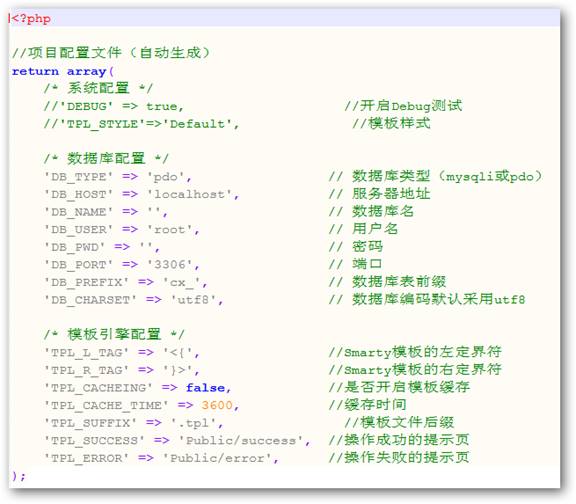 <?php
//项目配置文件（自动生成）
return array(
/* 系统配置 */
//'DEBUG' => true, //开启Debug测试
//'TPL_STYLE'=>'Default', //模板样式
/* 数据库配置 */
'DB_TYPE' => 'pdo', // 数据库类型（mysqli或pdo）
'DB_HOST' => 'localhost', // 服务器地址
'DB_NAME' => '', // 数据库名
'DB_USER' => 'root', // 用户名
'DB_PWD' => '', // 密码
'DB_PORT' => '3306', // 端口
'DB_PREFIX' => 'cx_', // 数据库表前缀
'DB_CHARSET' => 'utf8', // 数据库编码默认采用utf8
/* 模板引擎配置 */
'TPL_L_TAG' => '<{', //Smarty模板的左定界符
'TPL_R_TAG' => '}>', //Smarty模板的右定界符
'TPL_CACHEING' => false, //是否开启模板缓存
'TPL_CACHE_TIME' => 3600, //缓存时间
'TPL_SUFFIX' => '.tpl', //模板文件后缀
'TPL_SUCCESS' => 'Public/success', //操作成功的提示页
'TPL_ERROR' => 'Public/error', //操作失败的提示页
);